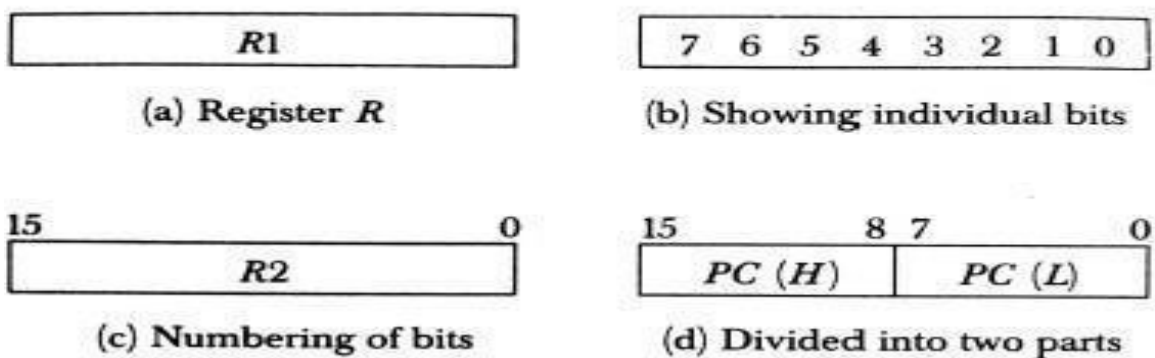 R1
7 6 5 4 3 2 1 0
(a) Register R
(b) Showing individual bits
15 0
15 8 7 0
R2
PC (H) PC (L)
(c) Numbering of bits
(d) Divided into two parts